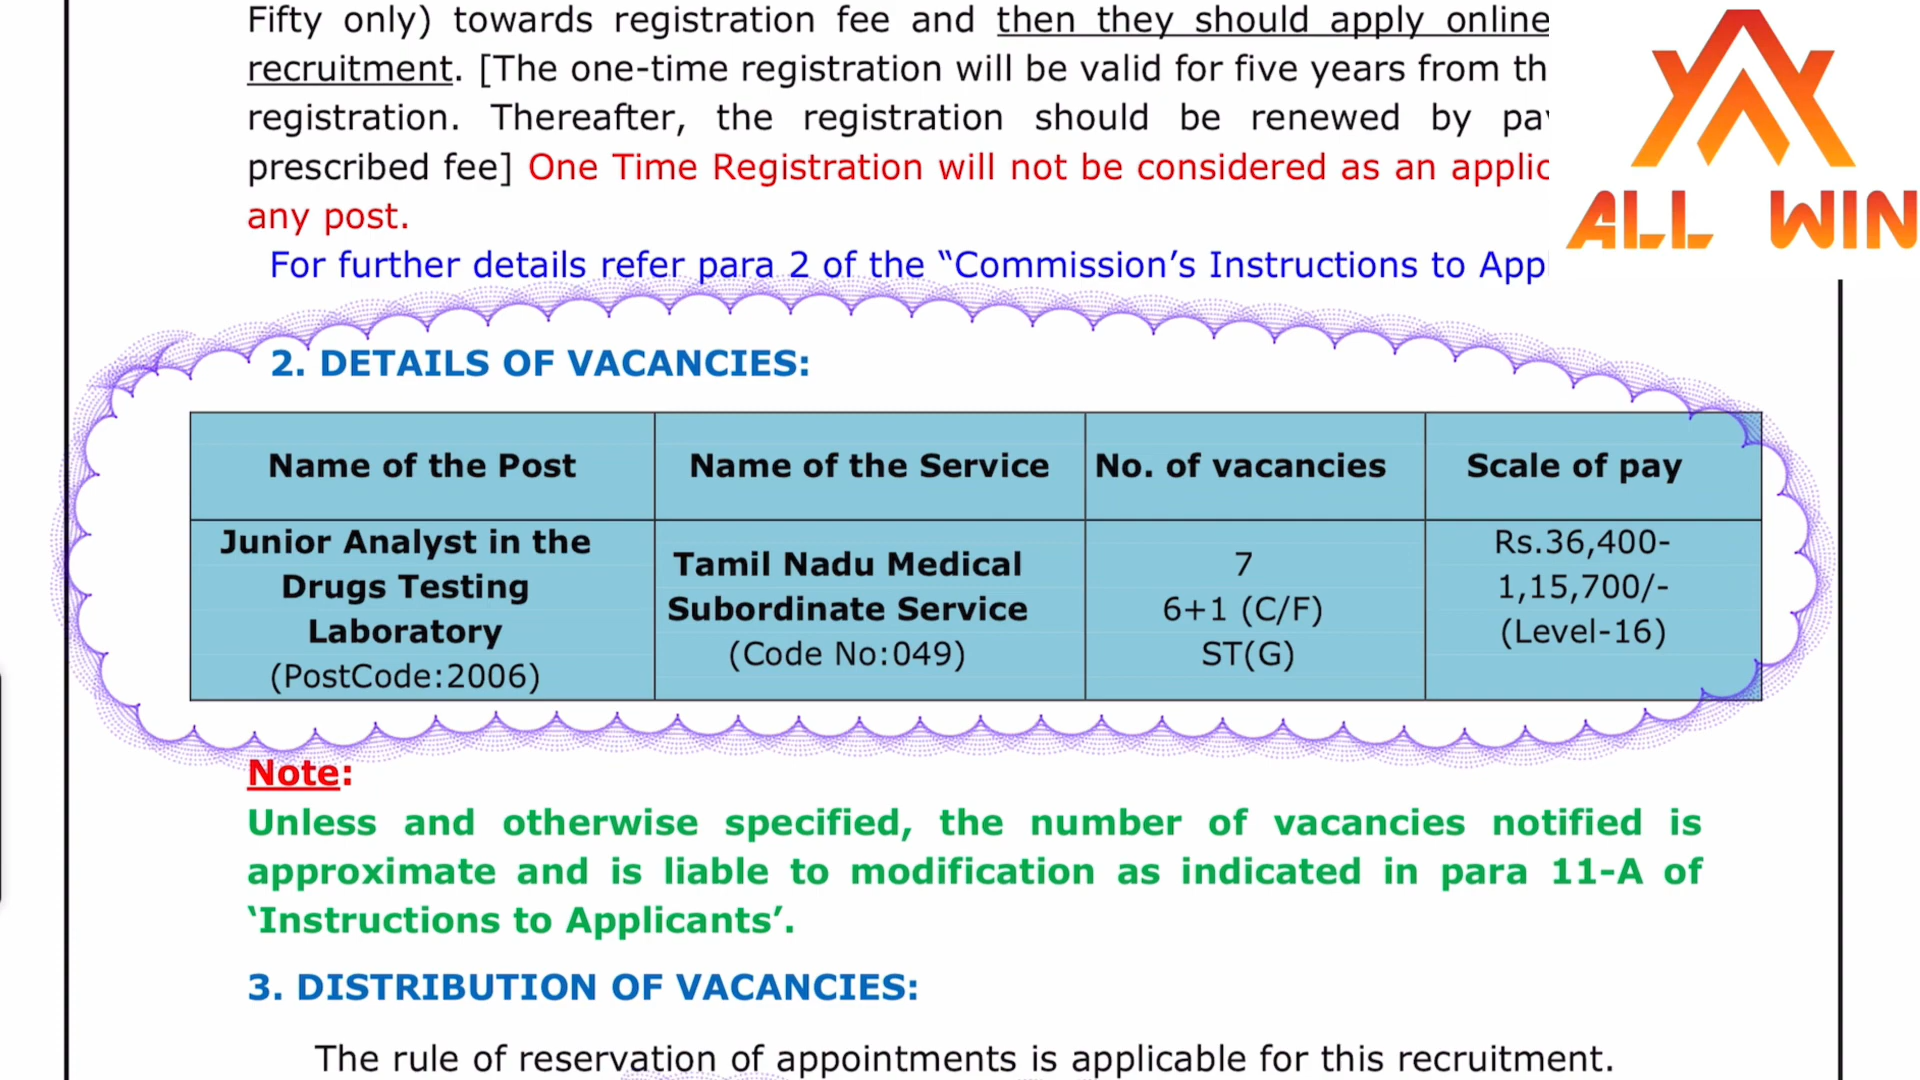 Fifty only) towards registration fee and then they should apply online
recruitment. [The one-time registration will be valid for five years from th
registration. Thereafter, the registration should be renewed by pay
prescribed fee] One Time Registration will not be considered as an applic
any post.
For further details refer para 2 of the “Commission’s Instructions to App
ALL WIN
2. DETAILS OF VACANCIES:
Name of the Post Name of the Service No. of vacancies Scale of pay
Junior Analyst in the
Drugs Testing
Laboratory
(PostCode:2006)
Tamil Nadu Medical
Subordinate Service
(Code No:049)
7
6+1 (C/F)
ST(G)
Rs.36,400-
1,15,700/-
(Level-16)
Note:
Unless and otherwise specified, the number of vacancies notified is
approximate and is liable to modification as indicated in para 11-A of
‘Instructions to Applicants’.
3. DISTRIBUTION OF VACANCIES:
The rule of reservation of appointments is applicable for this recruitment.